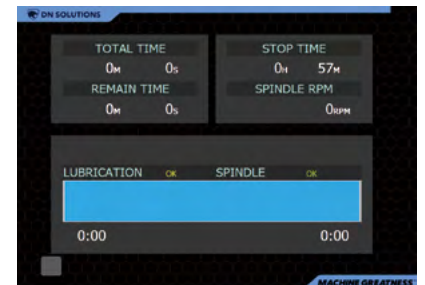 DN SOLUTIONS
TOTAL TIME
0M 0S
REMAIN TIME
0M 0S
STOP TIME
0H 57M
SPINDLE RPM
0RPM
LUBRICATION OK SPINDLE OK
0:00 0:00
MACHINE GREATNESS